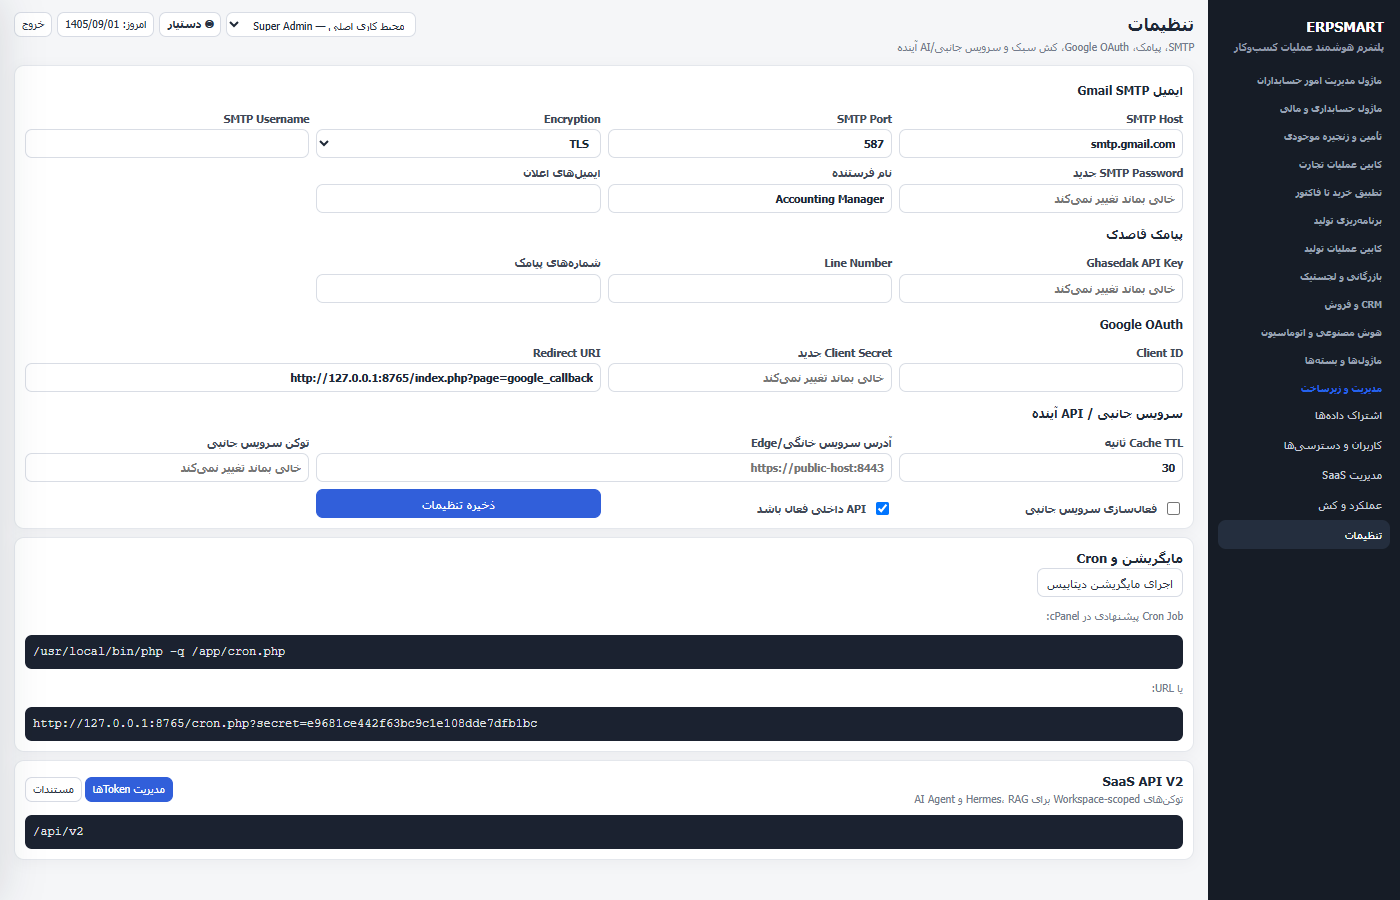 ERPSMART
پلتفرم هوشمند عملیات کسب‌وکار
ماژول مدیریت امور حسابداران
ماژول حسابداری و مالی
تأمین و زنجیره موجودی
کابین عملیات تجارت
تطبیق خرید تا فاکتور
برنامه‌ریزی تولید
کابین عملیات تولید
بازرگانی و لجستیک
CRM و فروش
هوش مصنوعی و اتوماسیون
ماژول‌ها و بسته‌ها
مدیریت و زیرساخت
اشتراک داده‌ها
کاربران و دسترسی‌ها
مدیریت SaaS
عملکرد و کش
تنظیمات
تنظیمات
SMTP، پیامک، Google OAuth، کش سبک و سرویس جانبی/AI آینده
محیط کاری اصلی — Super Admin
دستیار
امروز: 1405/09/01
خروج
ایمیل Gmail SMTP
SMTP Host
SMTP Port
Encryption
SMTP Username
smtp.gmail.com
587
TLS
SMTP Password جدید
نام فرستنده
ایمیل‌های اعلان
خالی بماند تغییر نمی‌کند
Accounting Manager
پیامک قاصدک
Ghasedak API Key
Line Number
شماره‌های پیامک
خالی بماند تغییر نمی‌کند
Google OAuth
Client ID
Client Secret جدید
Redirect URI
خالی بماند تغییر نمی‌کند
http://127.0.0.1:8765/index.php?page=google_callback
سرویس جانبی / API آینده
Cache TTL ثانیه
آدرس سرویس خانگی/Edge
توکن سرویس جانبی
30
https://public-host:8443
خالی بماند تغییر نمی‌کند
فعال‌سازی سرویس جانبی
API داخلی فعال باشد
ذخیره تنظیمات
مایگریشن و Cron
اجرای مایگریشن دیتابیس
Cron Job پیشنهادی در cPanel:
/usr/local/bin/php -q /app/cron.php
یا URL:
http://127.0.0.1:8765/cron.php?secret=e9681ce442f63bc9c1e108dde7dfb1bc
SaaS API V2
توکن‌های Workspace-scoped برای Hermes، RAG و AI Agent
مدیریت Tokenها
مستندات
/api/v2